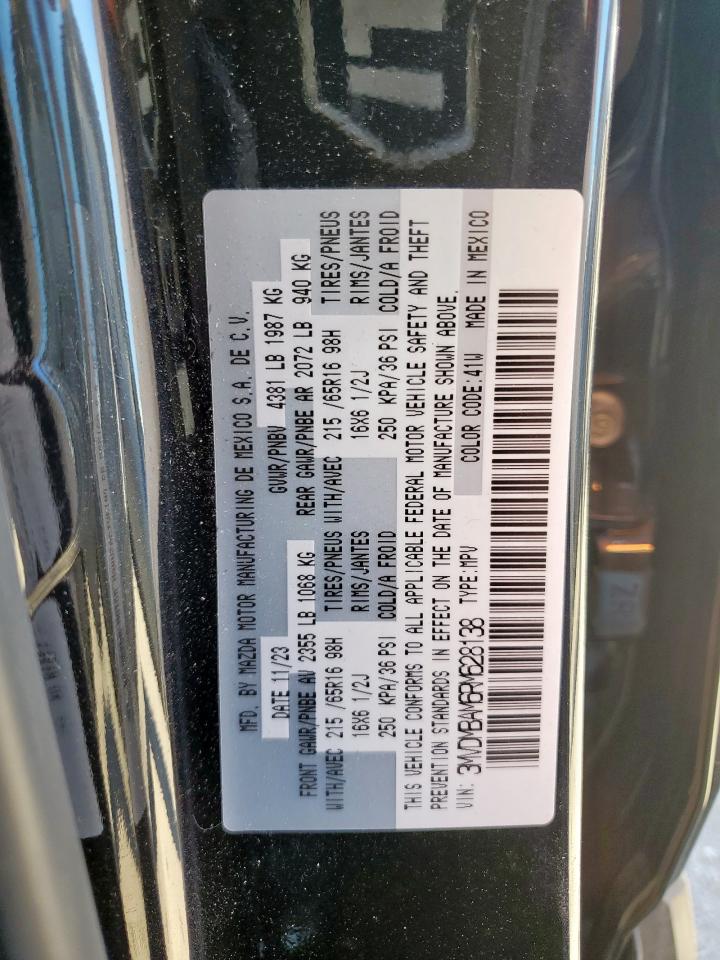 MFD. BY MAZDA MOTOR MANUFACTURING DE MEXICO S.A. DE C.V.
DATE 11/23 GVWR/PNBV 4381 LB 1987 KG
FRONT GAWR/PNBE AV 2355 LB 1068 KG REAR GAWR/PNBE AR 2072 LB 940 KG
WITH/AVEC 215 /65R16 98H TIRES/PNEUS WITH/AVEC 215 /65R16 98H TIRES/PNEUS
16X6 1/2J RIMS/JANTES 16X6 1/2J RIMS/JANTES
250 KPA/36 PSI COLD/A FROID 250 KPA/36 PSI COLD/A FROID
THIS VEHICLE CONFORMS TO ALL APPLICABLE FEDERAL MOTOR VEHICLE SAFETY AND THEFT
PREVENTION STANDARDS IN EFFECT ON THE DATE OF MANUFACTURE SHOWN ABOVE.
VIN: 3MVDMBAM6RM628138 TYPE:MPV COLOR CODE:41W MADE IN MEXICO